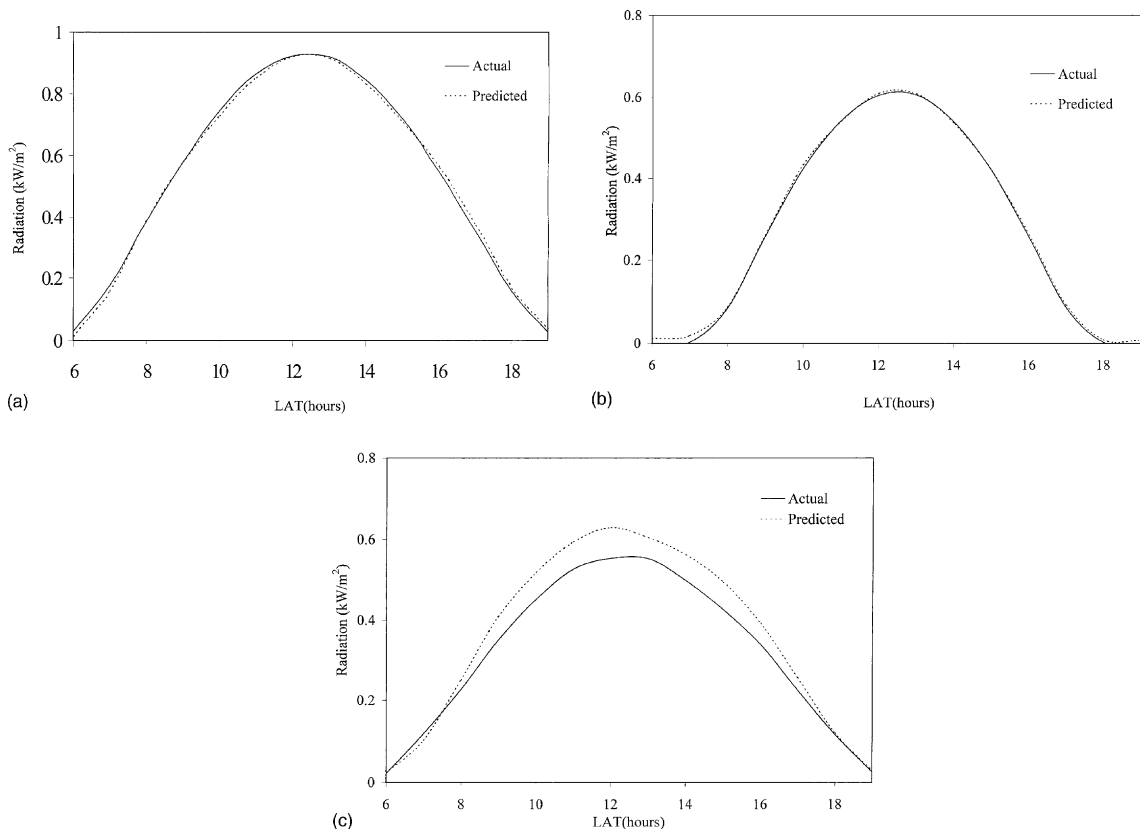 1
0.8
0.6
0.4
0.2
0
Radiation (kW/m²)
Actual
Predicted
6 8 10 12 14 16 18
LAT(hours)
(a)
0.8
0.6
0.4
0.2
0
Radiation (kW/m²)
Actual
Predicted
6 8 10 12 14 16 18
LAT(hours)
(b)
0.8
0.6
0.4
0.2
0
Radiation (kW/m²)
Actual
Predicted
6 8 10 12 14 16 18
LAT(hours)
(c)